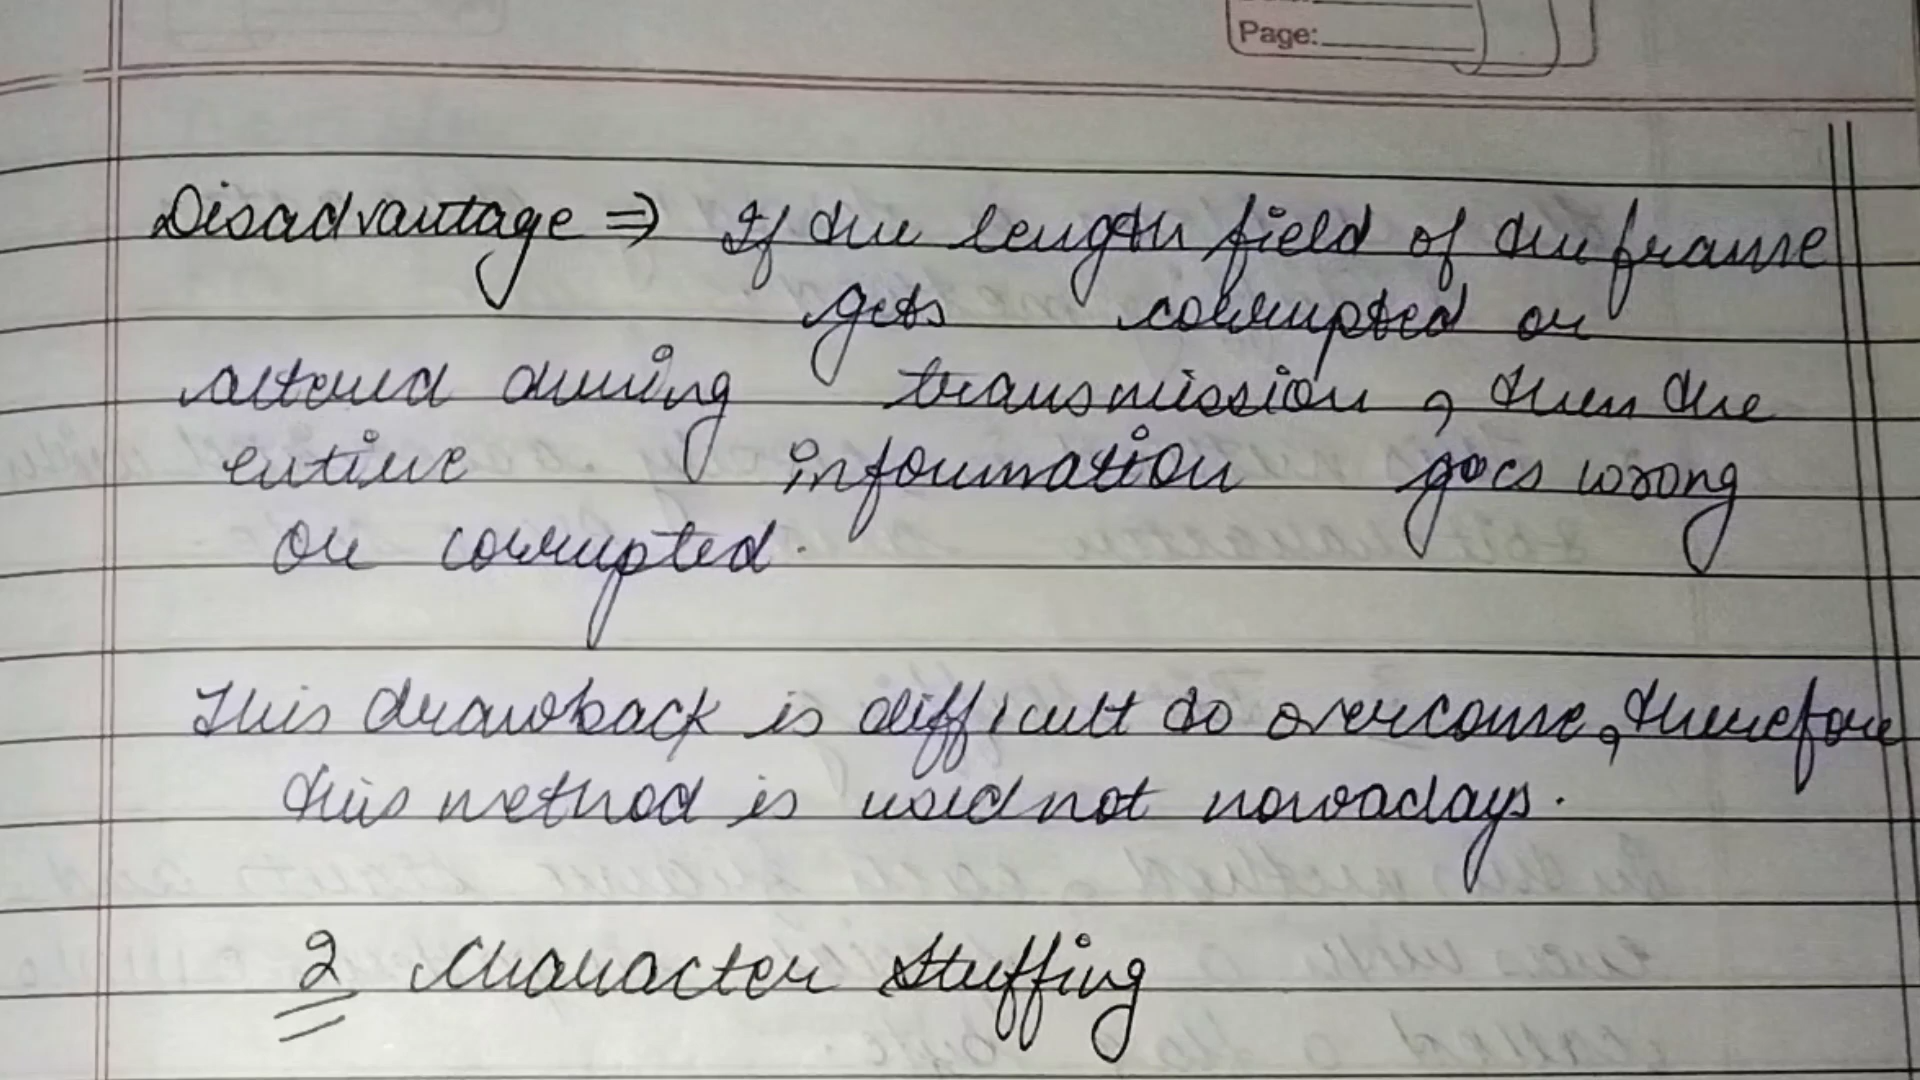 Page:
Disadvantage ⇒ If the length field of the frame
gets corrupted or
altered during transmission, then the
entire information goes wrong
or corrupted.
This drawback is difficult to overcome, therefore
this method is used not nowadays.
2 Character Stuffing